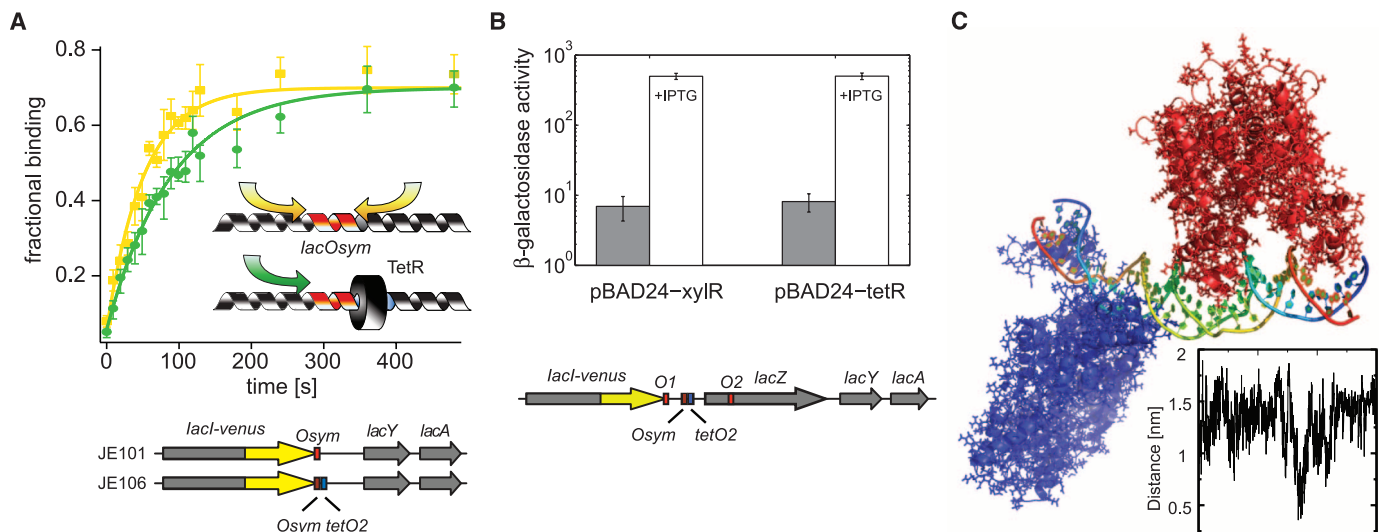 A
0.8
0.6
0.4
0.2
fractional binding
lacOsym
TetR
0 100 200 300 400
time [s]
lacI-venus Osym lacY lacA
JE101
JE106
Osym tetO2
B
10³
10²
10¹
10⁰
β-galactosidase activity
+IPTG +IPTG
pBAD24–xylR pBAD24–tetR
lacI-venus O1 O2 lacZ lacY lacA
Osym tetO2
C
2
1.5
1
0.5
Distance [nm]